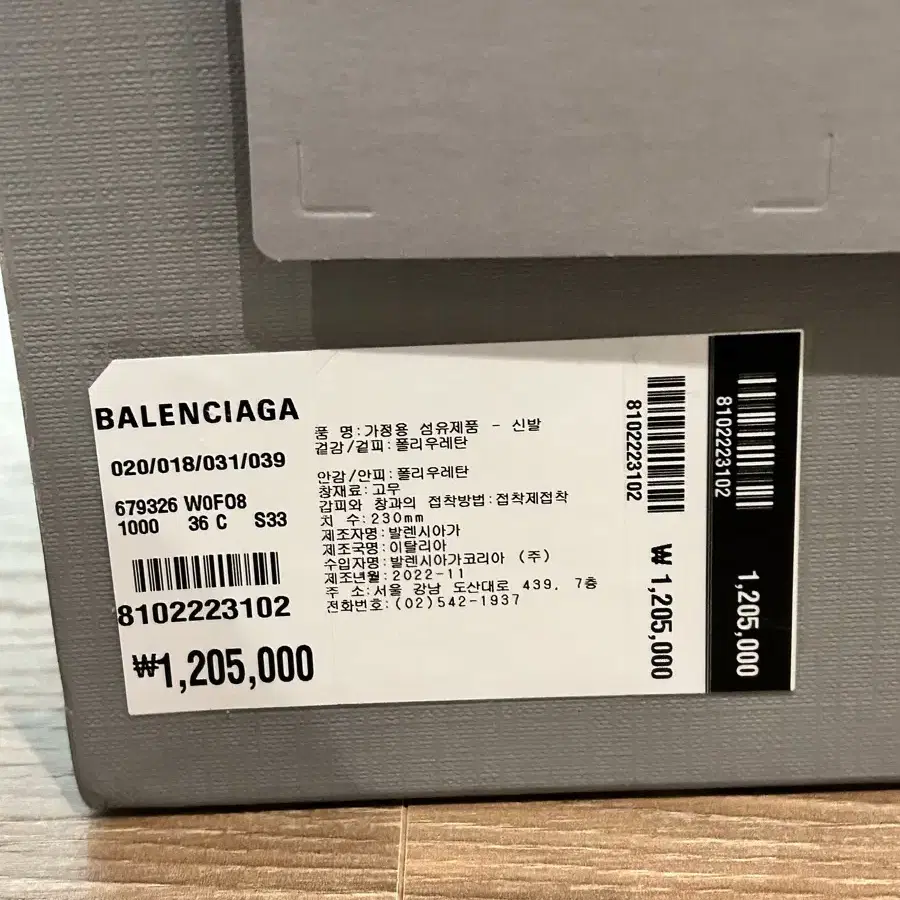 BALENCIAGA
020/018/031/039
679326 W0FO8
1000 36 C S33
8102223102
₩1,205,000
품 명:가정용 섬유제품 - 신발
겉감/겉피:폴리우레탄
안감/안피:폴리우레탄
창재료:고무
갑피와 창과의 접착방법:접착제접착
치 수:230mm
제조자명:발렌시아가
제조국명:이탈리아
수입자명:발렌시아가코리아 (주)
제조년월:2022-11
주 소:서울 강남 도산대로 439, 7층
전화번호:(02)542-1937
8102223102
₩ 1,205,000
8102223102
1,205,000